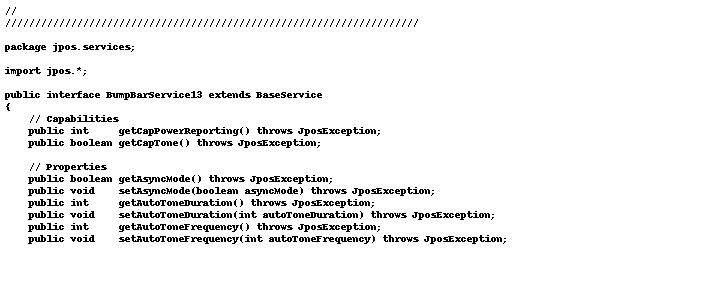 //
/////////////////////////////////////////////////////////////////////
package jpos.services;
import jpos.*;
public interface BumpBarService13 extends BaseService
{
// Capabilities
public int getCapPowerReporting() throws JposException;
public boolean getCapTone() throws JposException;
// Properties
public boolean getAsyncMode() throws JposException;
public void setAsyncMode(boolean asyncMode) throws JposException;
public int getAutoToneDuration() throws JposException;
public void setAutoToneDuration(int autoToneDuration) throws JposException;
public int getAutoToneFrequency() throws JposException;
public void setAutoToneFrequency(int autoToneFrequency) throws JposException;